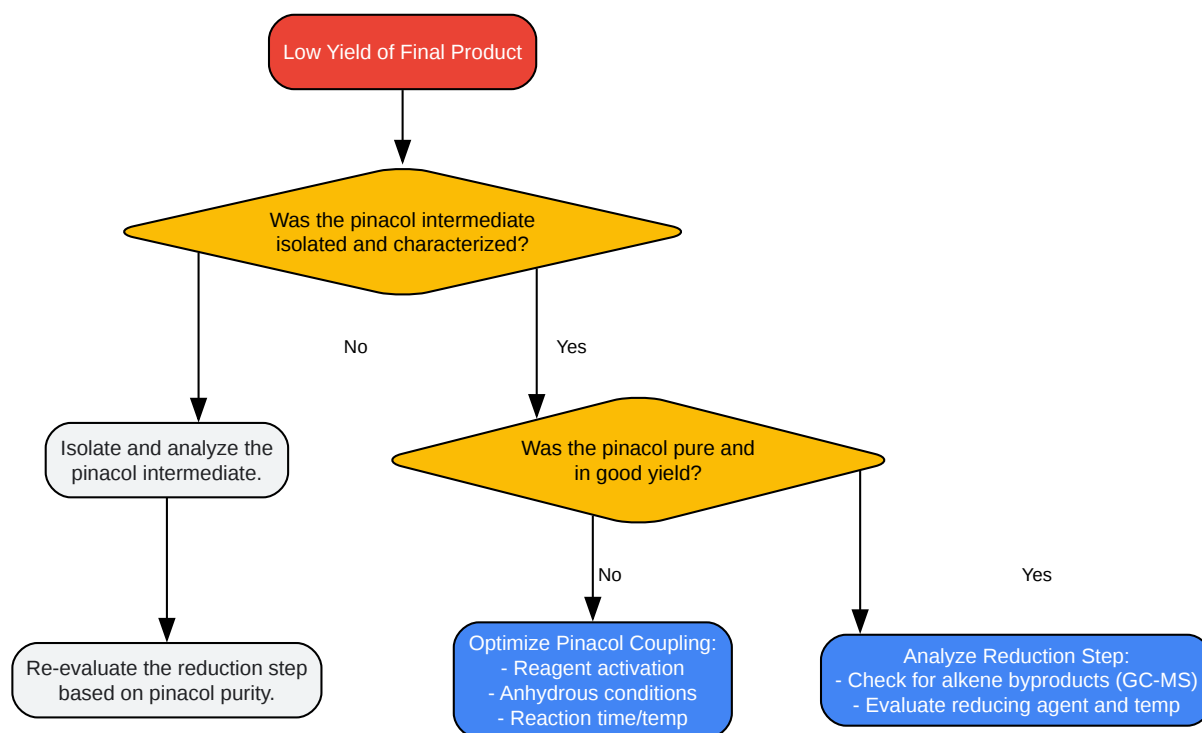 Low Yield of Final Product
Was the pinacol intermediate
isolated and characterized?
No
Yes
Isolate and analyze the
pinacol intermediate.
Was the pinacol pure and
in good yield?
No
Yes
Re-evaluate the reduction step
based on pinacol purity.
Optimize Pinacol Coupling:
- Reagent activation
- Anhydrous conditions
- Reaction time/temp
Analyze Reduction Step:
- Check for alkene byproducts (GC-MS)
- Evaluate reducing agent and temp